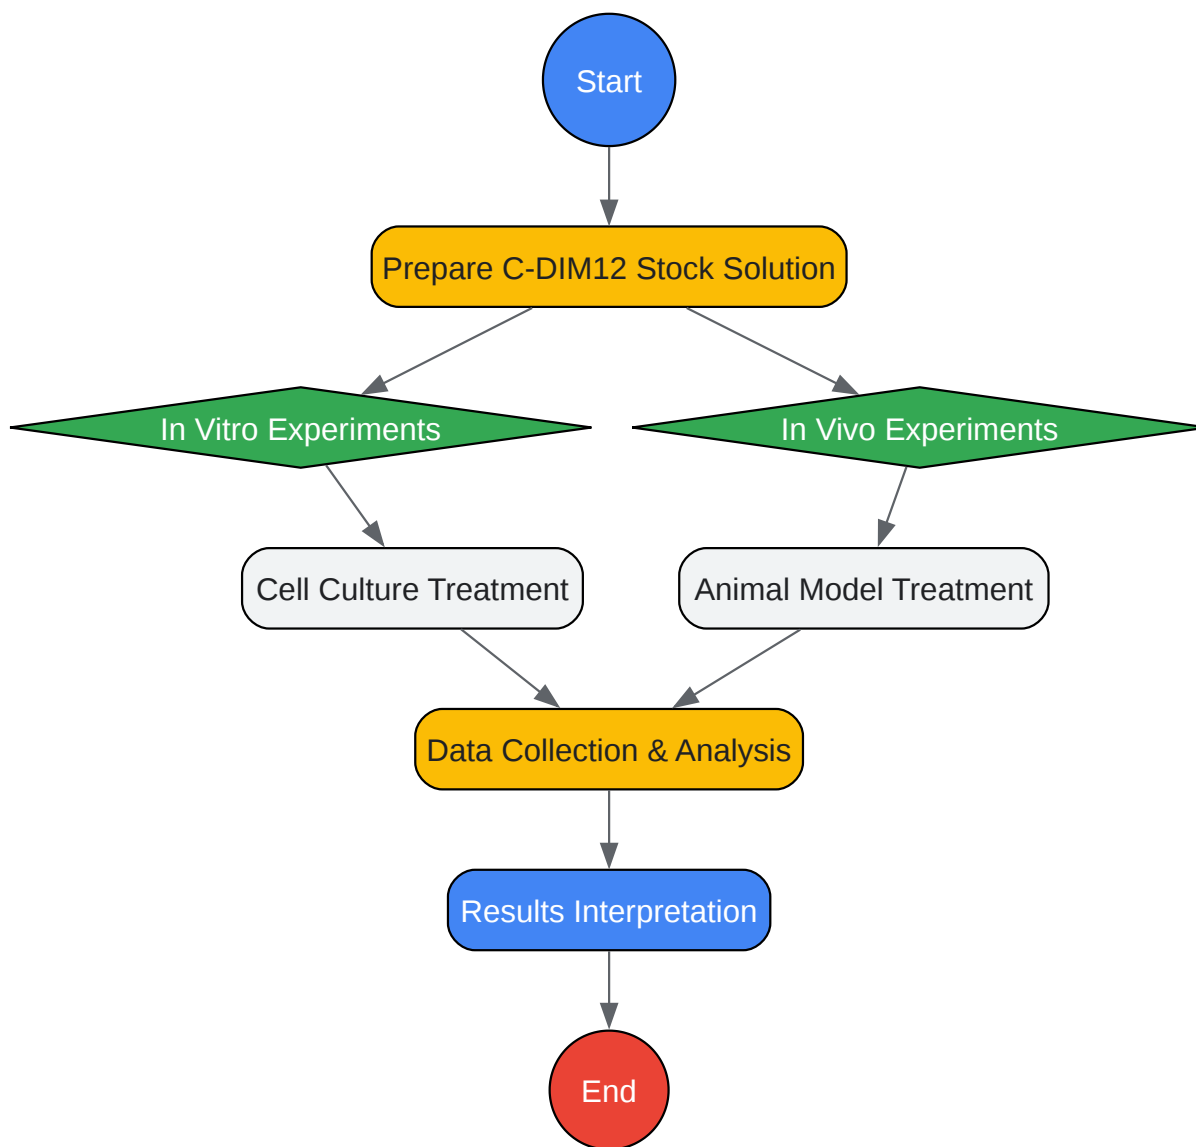 Start
Prepare C-DIM12 Stock Solution
In Vitro Experiments
In Vivo Experiments
Cell Culture Treatment
Animal Model Treatment
Data Collection & Analysis
Results Interpretation
End